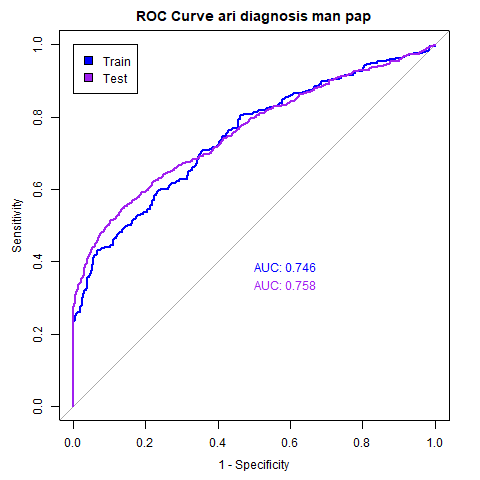 ROC Curve ari diagnosis man pap
Train
Test
AUC: 0.746
AUC: 0.758
Sensitivity
0.0
0.2
0.4
0.6
0.8
1.0
0.0 0.2 0.4 0.6 0.8 1.0
1 - Specificity